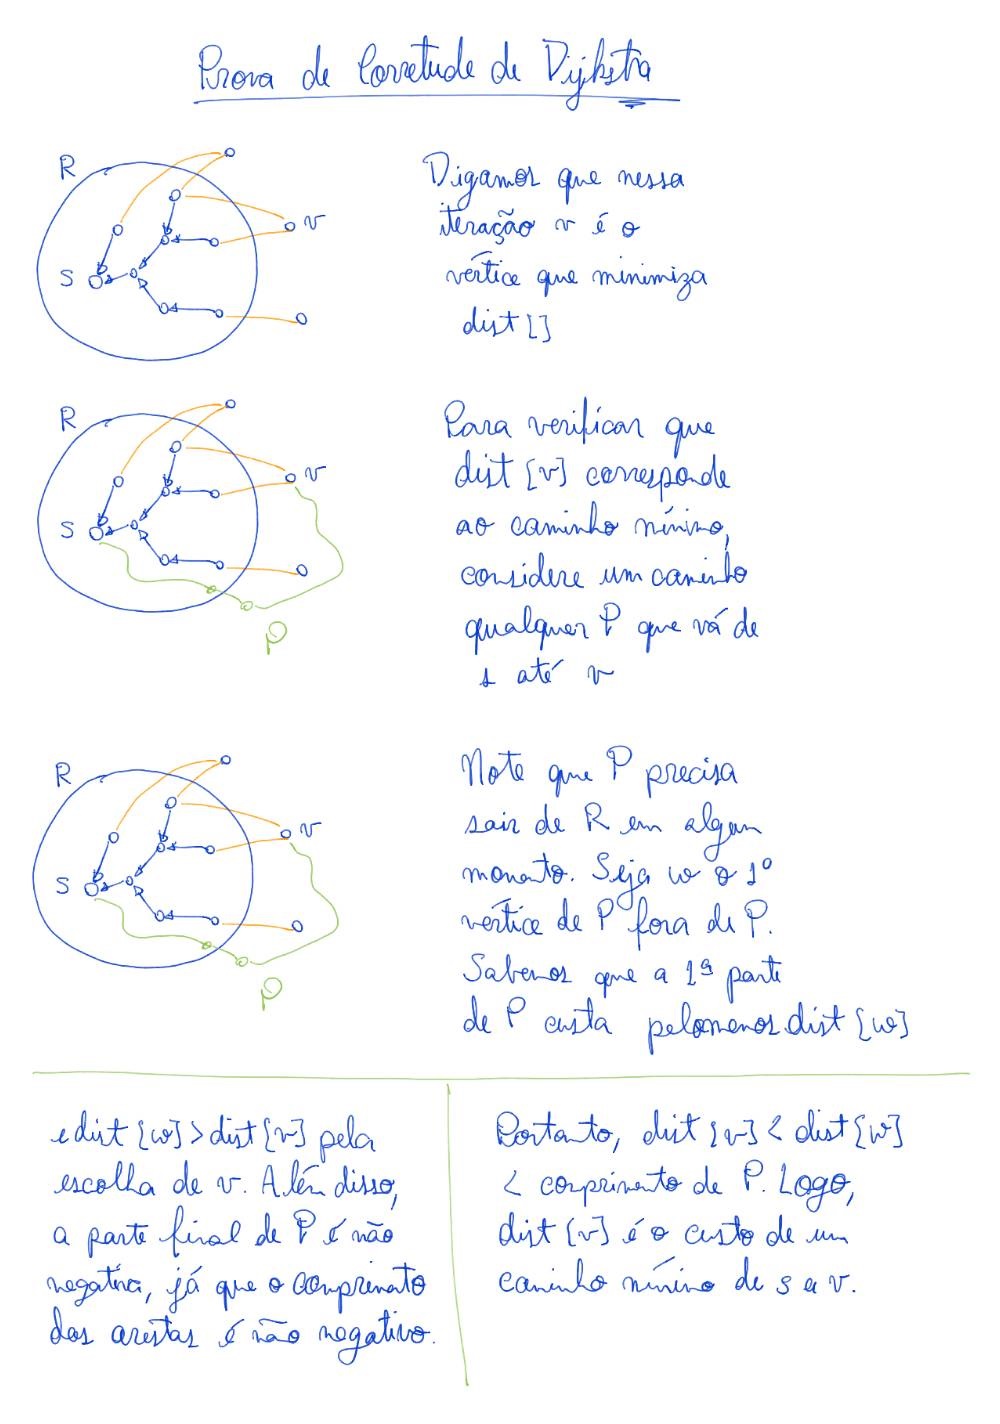 Prova de Corretude de Dijkstra
R
S
v
Digamos que nessa
iteração v é o
vértice que minimiza
dist[]
R
S
v
P
Para verificar que
dist [v] corresponde
ao caminho mínimo,
considere um caminho
qualquer P que vá de
s até v
R
S
v
P
Note que P precisa
sair de R em algum
momento. Seja w o 1º
vértice de P fora de P.
Sabemos que a 1ª parte
de P custa pelomenos dist [w]
e dist [w] > dist [v] pela
escolha de v. Além disso,
a parte final de P é não
negativa, já que o comprimento
das arestas é não negativo.
Portanto, dist [v] < dist [w]
< comprimento de P. Logo,
dist [v] é o custo de um
caminho mínimo de s a v.